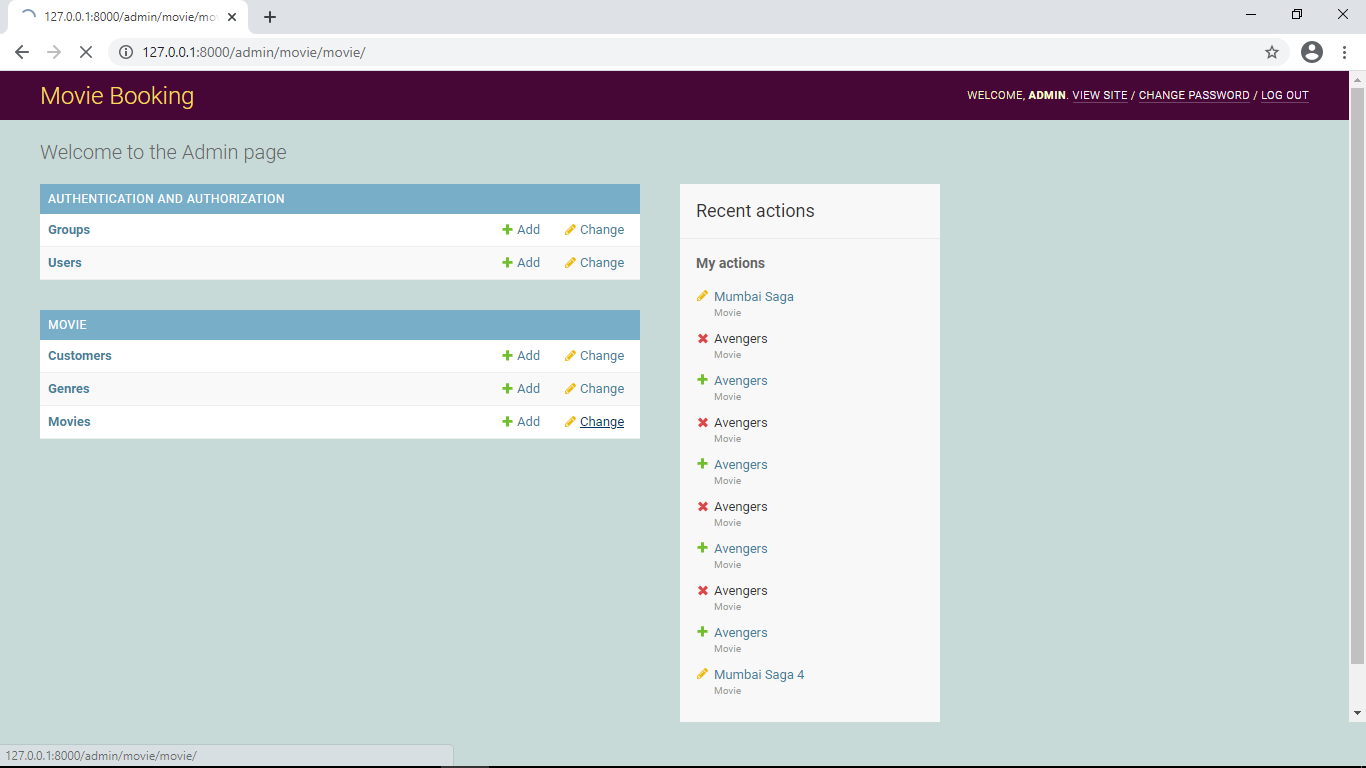 127.0.0.1:8000/admin/movie/mo
127.0.0.1:8000/admin/movie/movie/
Movie Booking
WELCOME, ADMIN. VIEW SITE / CHANGE PASSWORD / LOG OUT
Welcome to the Admin page
AUTHENTICATION AND AUTHORIZATION
Groups Add Change
Users Add Change
MOVIE
Customers Add Change
Genres Add Change
Movies Add Change
Recent actions
My actions
Mumbai Saga
Movie
Avengers
Movie
Avengers
Movie
Avengers
Movie
Avengers
Movie
Avengers
Movie
Avengers
Movie
Avengers
Movie
Avengers
Movie
Mumbai Saga 4
Movie
127.0.0.1:8000/admin/movie/movie/